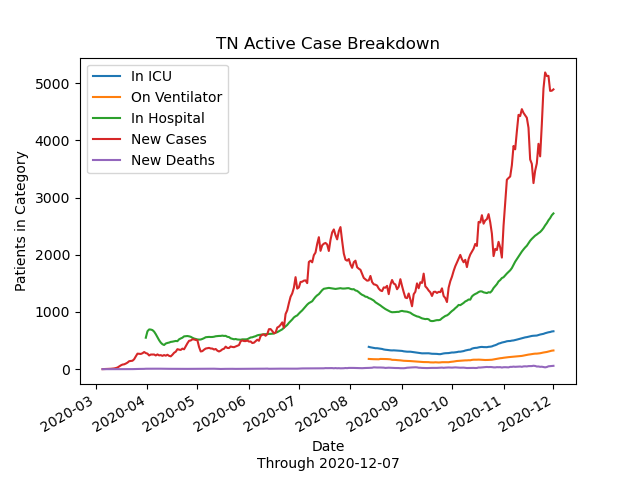 TN Active Case Breakdown
In ICU
On Ventilator
In Hospital
New Cases
New Deaths
Patients in Category
5000
4000
3000
2000
1000
0
2020-03
2020-04
2020-05
2020-06
2020-07
2020-08
2020-09
2020-10
2020-11
2020-12
Date
Through 2020-12-07